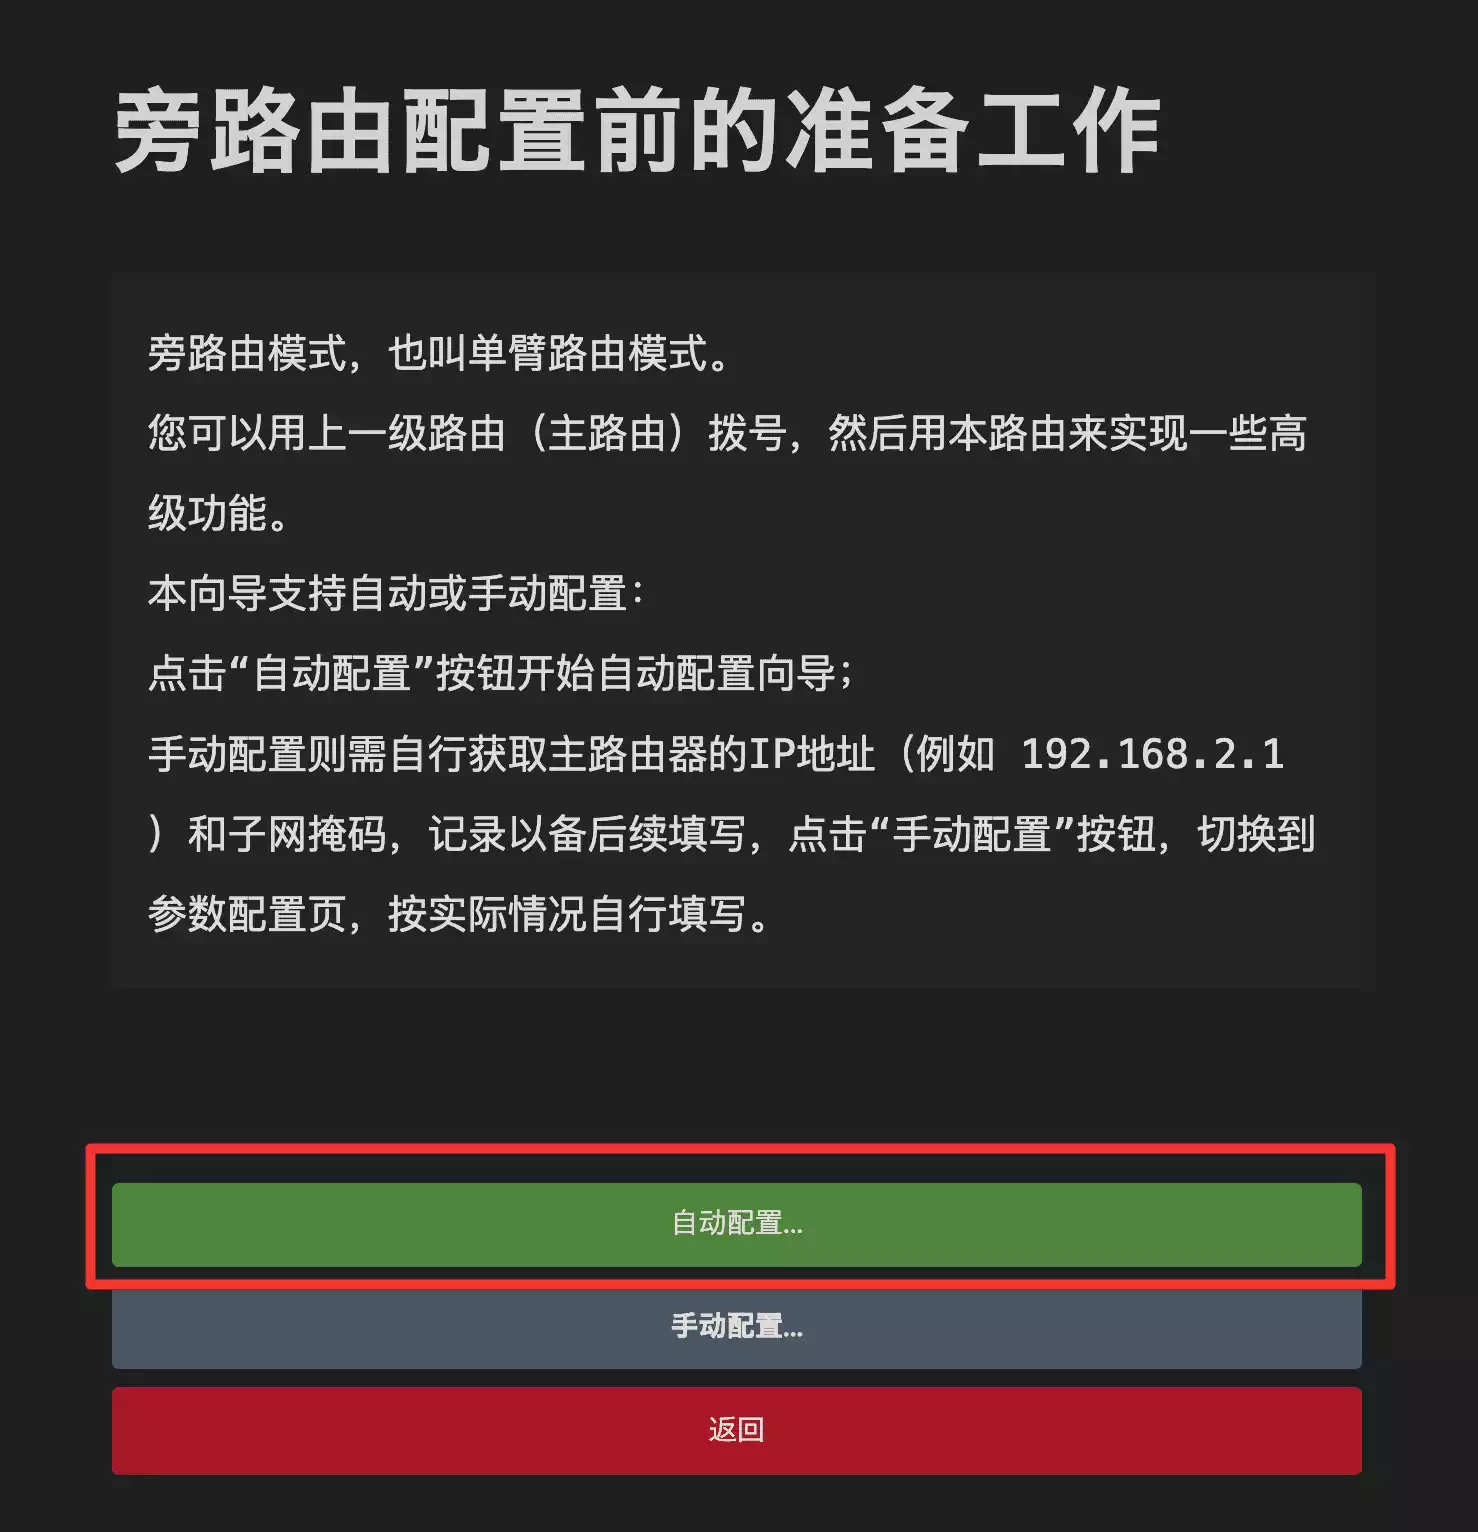 旁路由配置前的准备工作
旁路由模式，也叫单臂路由模式。
您可以用上一级路由（主路由）拨号，然后用本路由来实现一些高
级功能。
本向导支持自动或手动配置：
点击“自动配置”按钮开始自动配置向导；
手动配置则需自行获取主路由器的IP地址（例如 192.168.2.1
）和子网掩码，记录以备后续填写，点击“手动配置”按钮，切换到
参数配置页，按实际情况自行填写。
自动配置...
手动配置...
返回